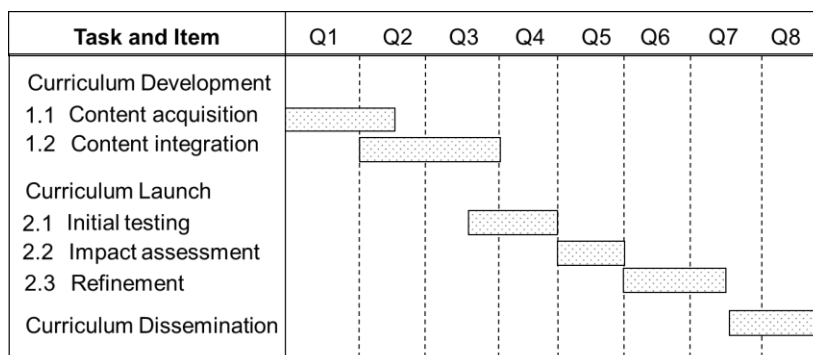 Task and Item Q1 Q2 Q3 Q4 Q5 Q6 Q7 Q8
Curriculum Development
1.1 Content acquisition
1.2 Content integration
Curriculum Launch
2.1 Initial testing
2.2 Impact assessment
2.3 Refinement
Curriculum Dissemination